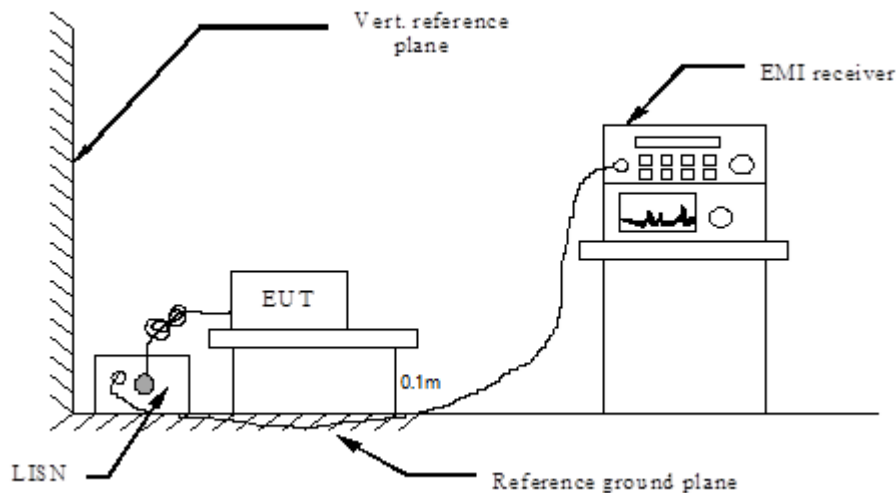 Vert. reference
plane
EMI receiver
EUT
0.1m
LISN
Reference ground plane